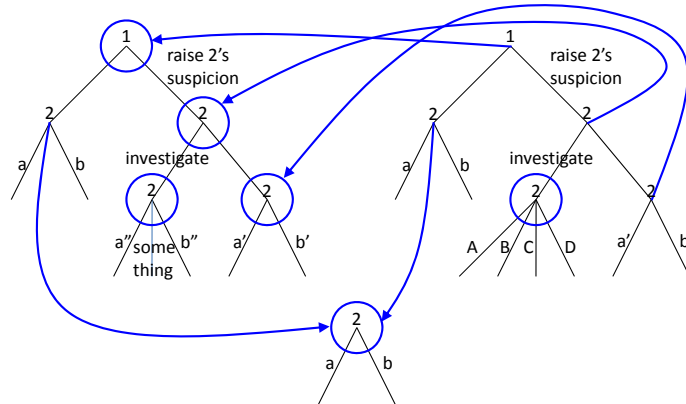 1
raise 2's
suspicion
1
raise 2's
suspicion
2
2
2
2
a
b
investigate
a
b
investigate
2
2
2
2
a"
some
thing
b"
a'
b'
A
B
C
D
a'
b'
2
a
b